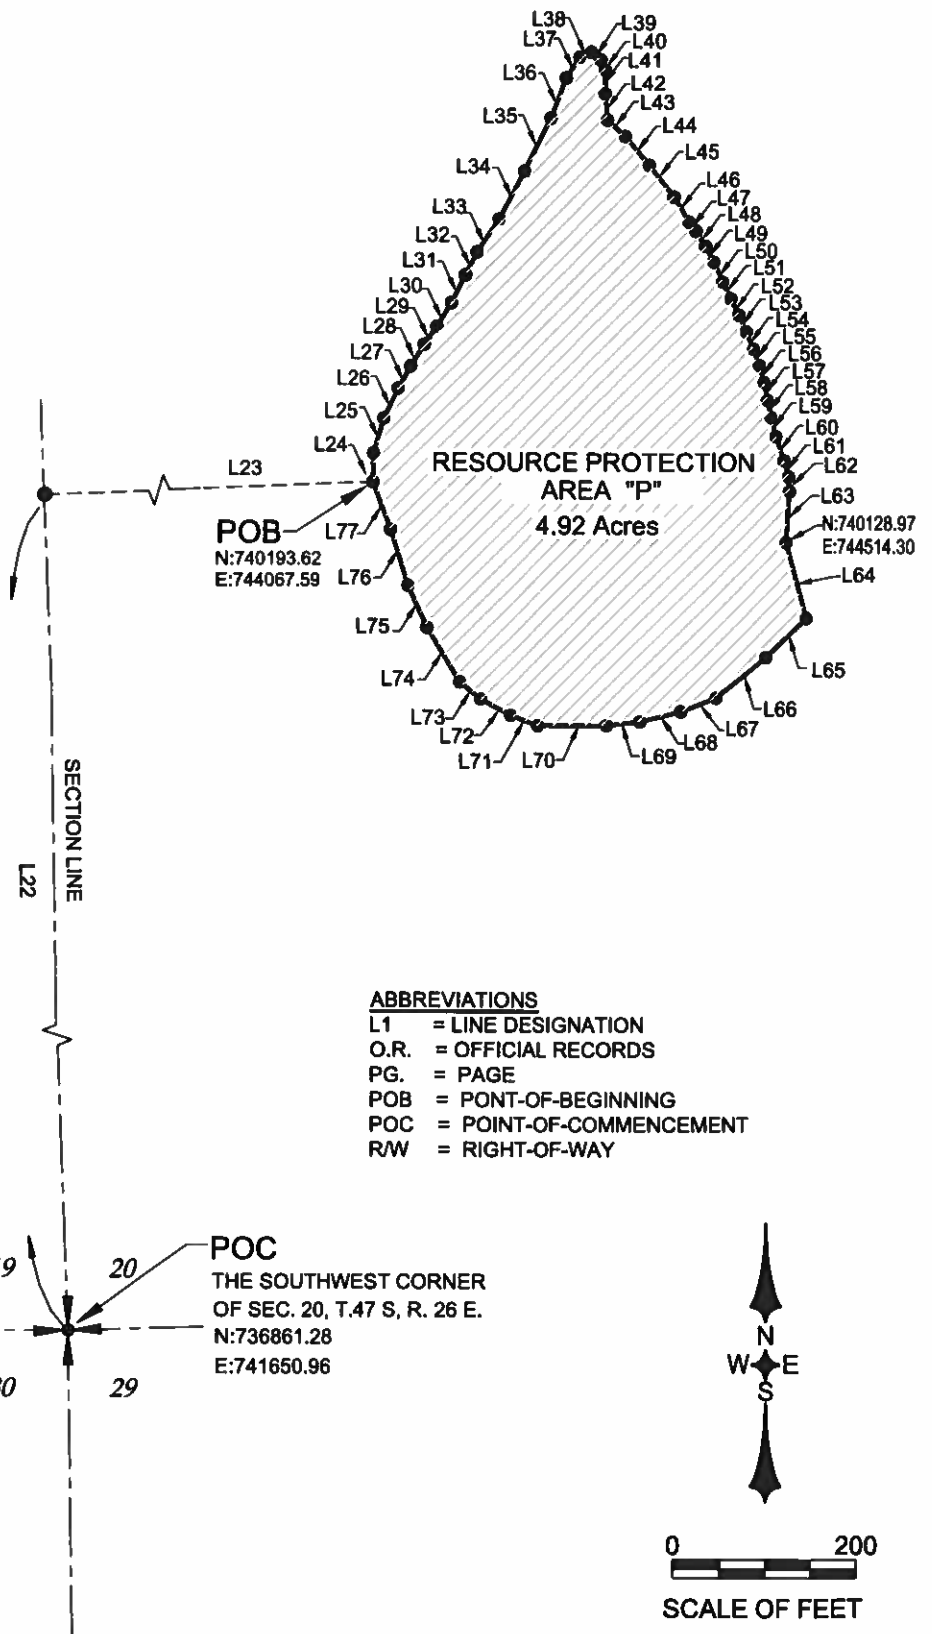 L38
L39
L37
L40
L41
L36
L42
L43
L35
L44
L45
L34
L46
L33
L47
L48
L32
L49
L31
L50
L51
L30
L52
L29
L53
L28
L54
L55
L27
L56
L26
L57
L58
L25
L59
L60
L24
L61
L23
RESOURCE PROTECTION
L62
AREA "P"
L63
POB
L77
4.92 Acres
N:740128.97
N:740193.62
E:744514.30
E:744067.59
L76
L64
L75
L65
L74
L66
L73
L67
L72
L68
L71
L70
L69
SECTION LINE
L22
ABBREVIATIONS
L1 = LINE DESIGNATION
O.R. = OFFICIAL RECORDS
PG. = PAGE
POB = PONT-OF-BEGINNING
POC = POINT-OF-COMMENCEMENT
R/W = RIGHT-OF-WAY
POC
9
20
THE SOUTHWEST CORNER
OF SEC. 20, T.47 S, R. 26 E.
N:736861.28
E:741650.96
0
29
N
W E
S
0 200
SCALE OF FEET